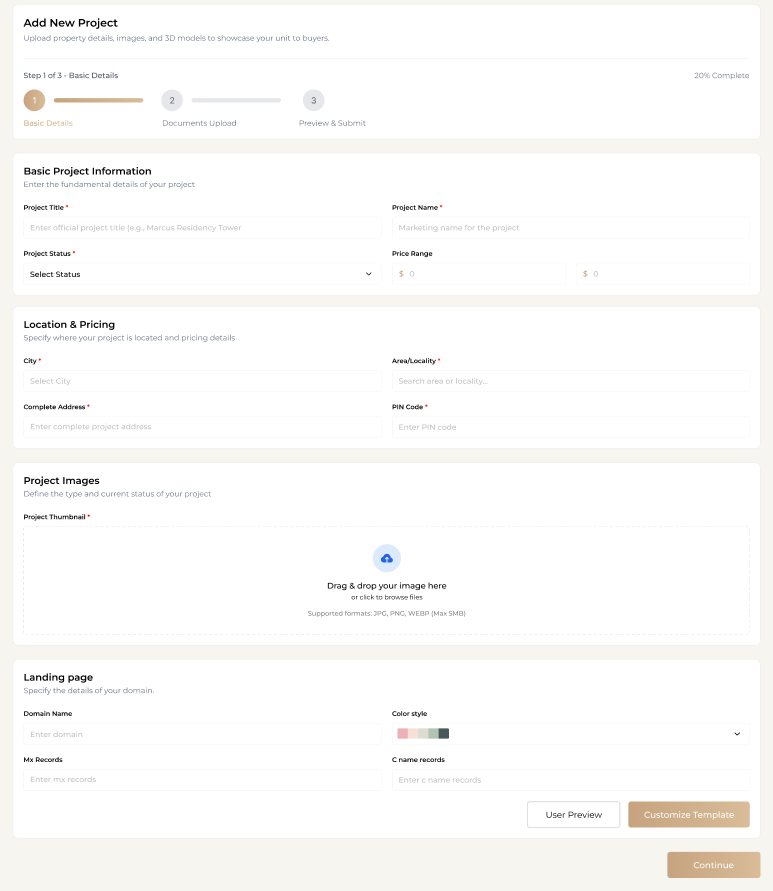 Add New Project
Upload property details, images, and 3D models to showcase your unit to buyers.
Step 1 of 3 - Basic Details
20% Complete
1
2
3
Basic Details
Documents Upload
Preview & Submit
Basic Project Information
Enter the fundamental details of your project
Project Title *
Project Name *
Enter official project title (e.g., Marcus Residency Tower
Marketing name for the project
Project Status *
Price Range
Select Status
$ 0
$ 0
Location & Pricing
Specify where your project is located and pricing details
City *
Area/Locality *
Select City
Search area or locality...
Complete Address *
PIN Code *
Enter complete project address
Enter PIN code
Project Images
Define the type and current status of your project
Project Thumbnail *
Drag & drop your image here
or click to browse files
Supported formats: JPG, PNG, WEBP (Max 5MB)
Landing page
Specify the details of your domain.
Domain Name
Color style
Enter domain
Mx Records
C name records
Enter mx records
Enter c name records
User Preview
Customize Template
Continue